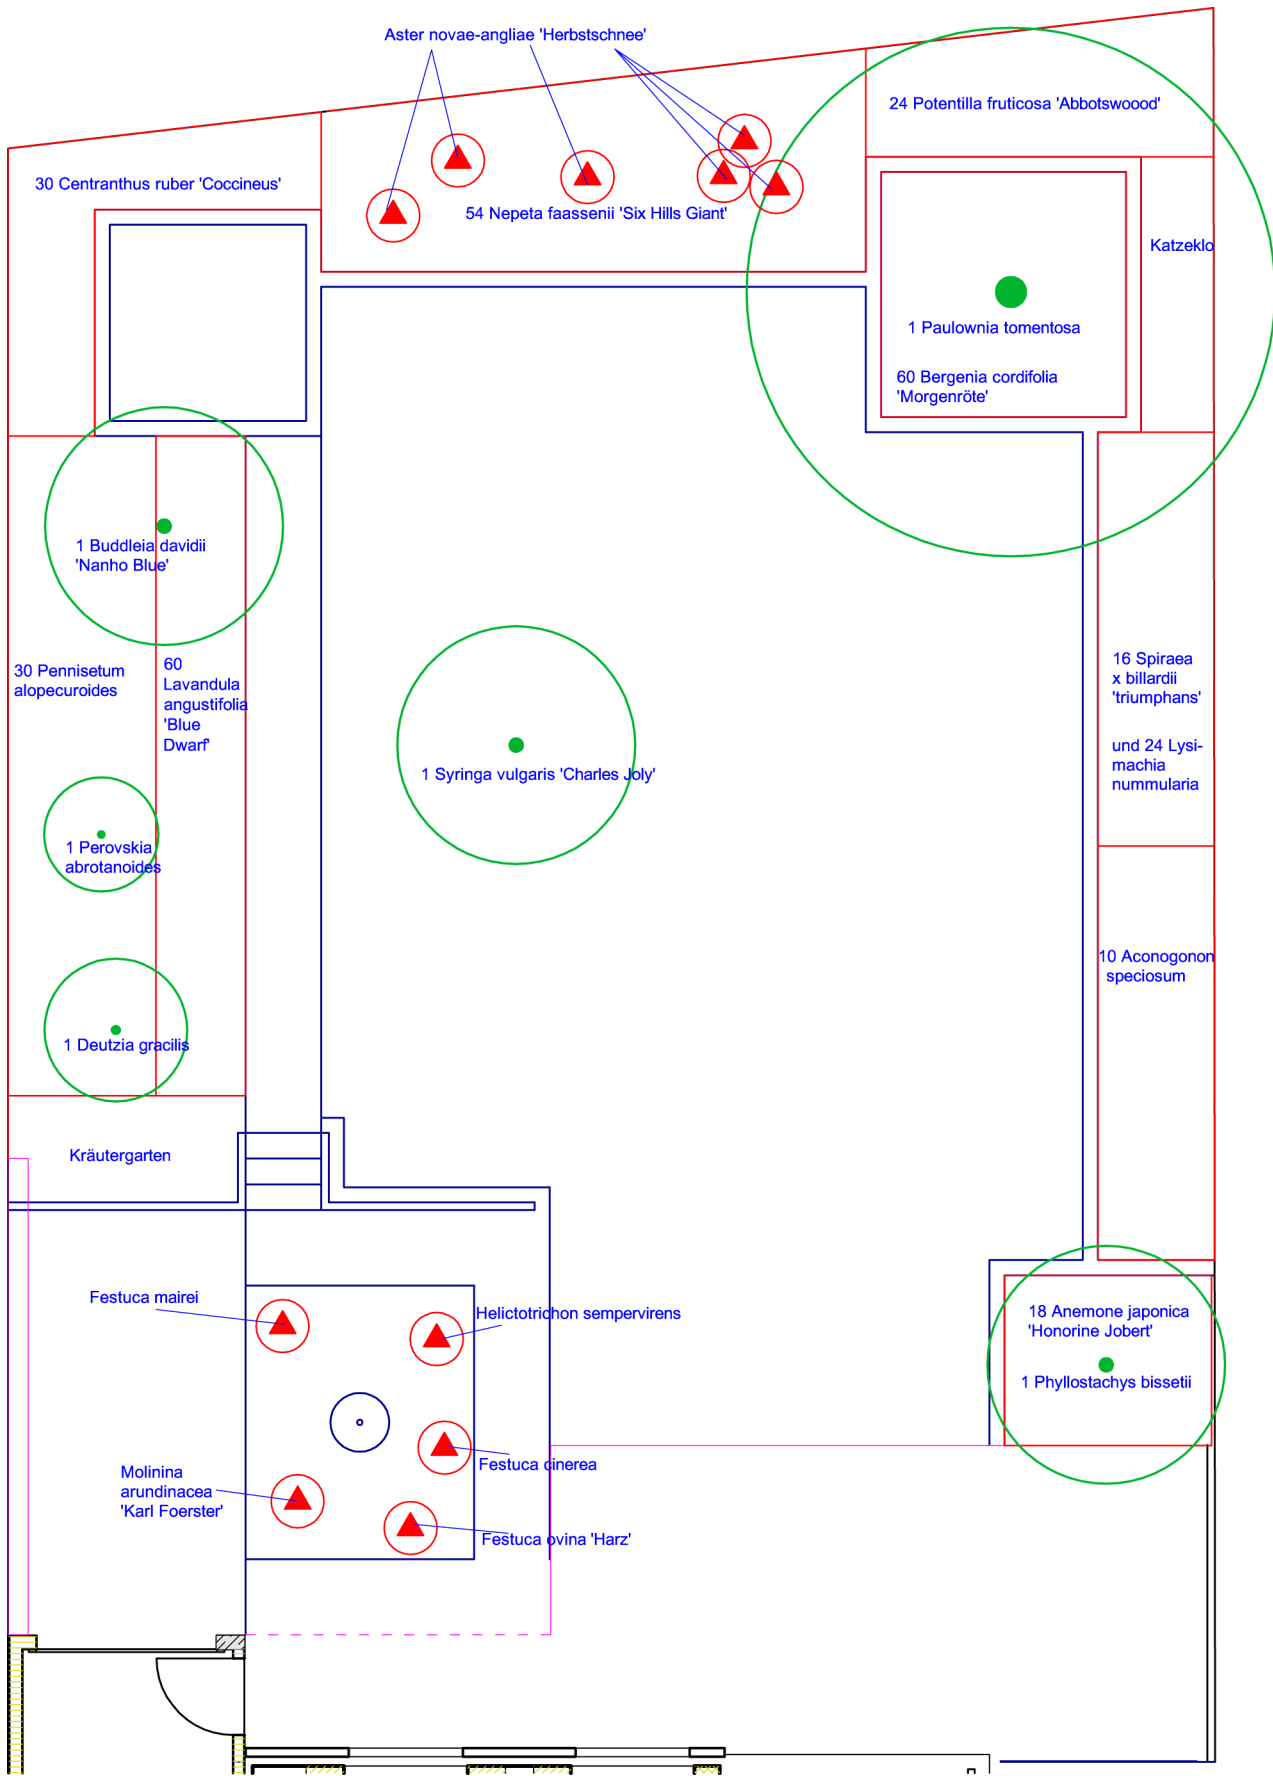 Aster novae-angliae 'Herbstschnee'
24 Potentilla fruticosa 'Abbotswoood'
30 Centranthus ruber 'Coccineus'
54 Nepeta faassenii 'Six Hills Giant'
Katzeklo
1 Paulownia tomentosa
60 Bergenia cordifolia
'Morgenröte'
1 Buddleia davidii
'Nanho Blue'
30 Pennisetum
alopecuroides
60
Lavandula
angustifolia
'Blue
Dwarf'
16 Spiraea
x billardii
'triumphans'
und 24 Lysi-
machia
nummularia
1 Syringa vulgaris 'Charles Joly'
1 Perovskia
abrotanoides
10 Aconogonon
speciosum
1 Deutzia gracilis
Kräutergarten
Festuca mairei
Helictotrichon sempervirens
18 Anemone japonica
'Honorine Jobert'
1 Phyllostachys bissetii
Festuca cinerea
Molinina
arundinacea
'Karl Foerster'
Festuca ovina 'Harz'